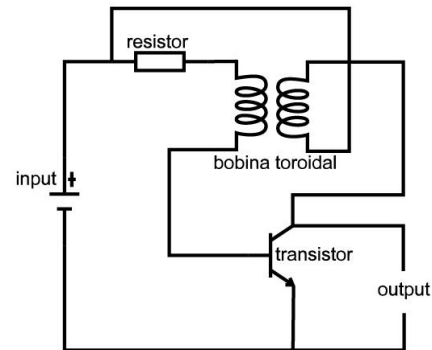 resistor
bobina toroidal
input +
transistor
output